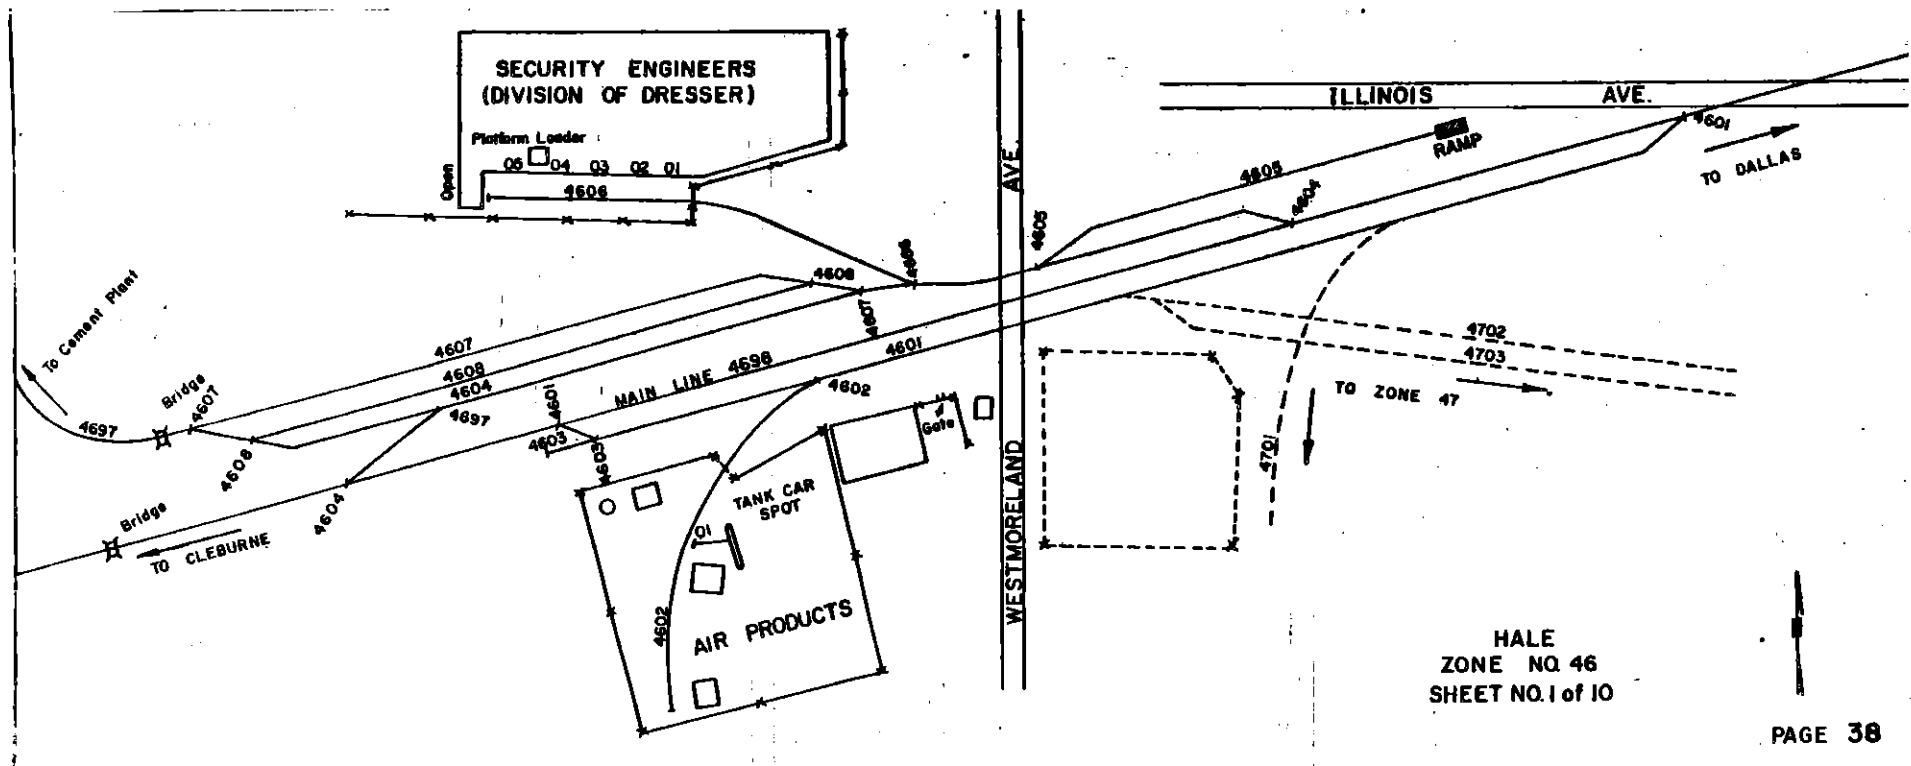 SECURITY ENGINEERS
(DIVISION OF DRESSER)
Platform Loader
06 04 03 02 01
Open
4606
ILLINOIS AVE.
4601
RAMP
TO DALLAS
4605
4604
4605
AVE.
4606
4608
4607
To Cement Plant
Bridge
4607
4697
4607
4608
4604
4697
4601
MAIN LINE 4698
4601
4602
4603
4603
4608
4604
Gate
Bridge
TO CLEBURNE
TANK CAR
SPOT
01
4602
AIR PRODUCTS
WESTMORELAND
4702
4703
TO ZONE 47
4701
HALE
ZONE NO. 46
SHEET NO. 1 of 10
PAGE 38